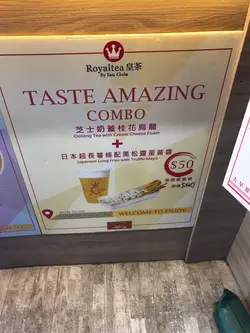 Royaltea 皇茶
By Tazu Circle
TASTE AMAZING
COMBO
芝士奶蓋桂花烏龍
Oolong Tea with Cream Cheese Foam
+
日本超長薯條配黑松露蛋黃醬
Japanese Long Fries with Truffle Mayo
$50
WELCOME TO ENJOY